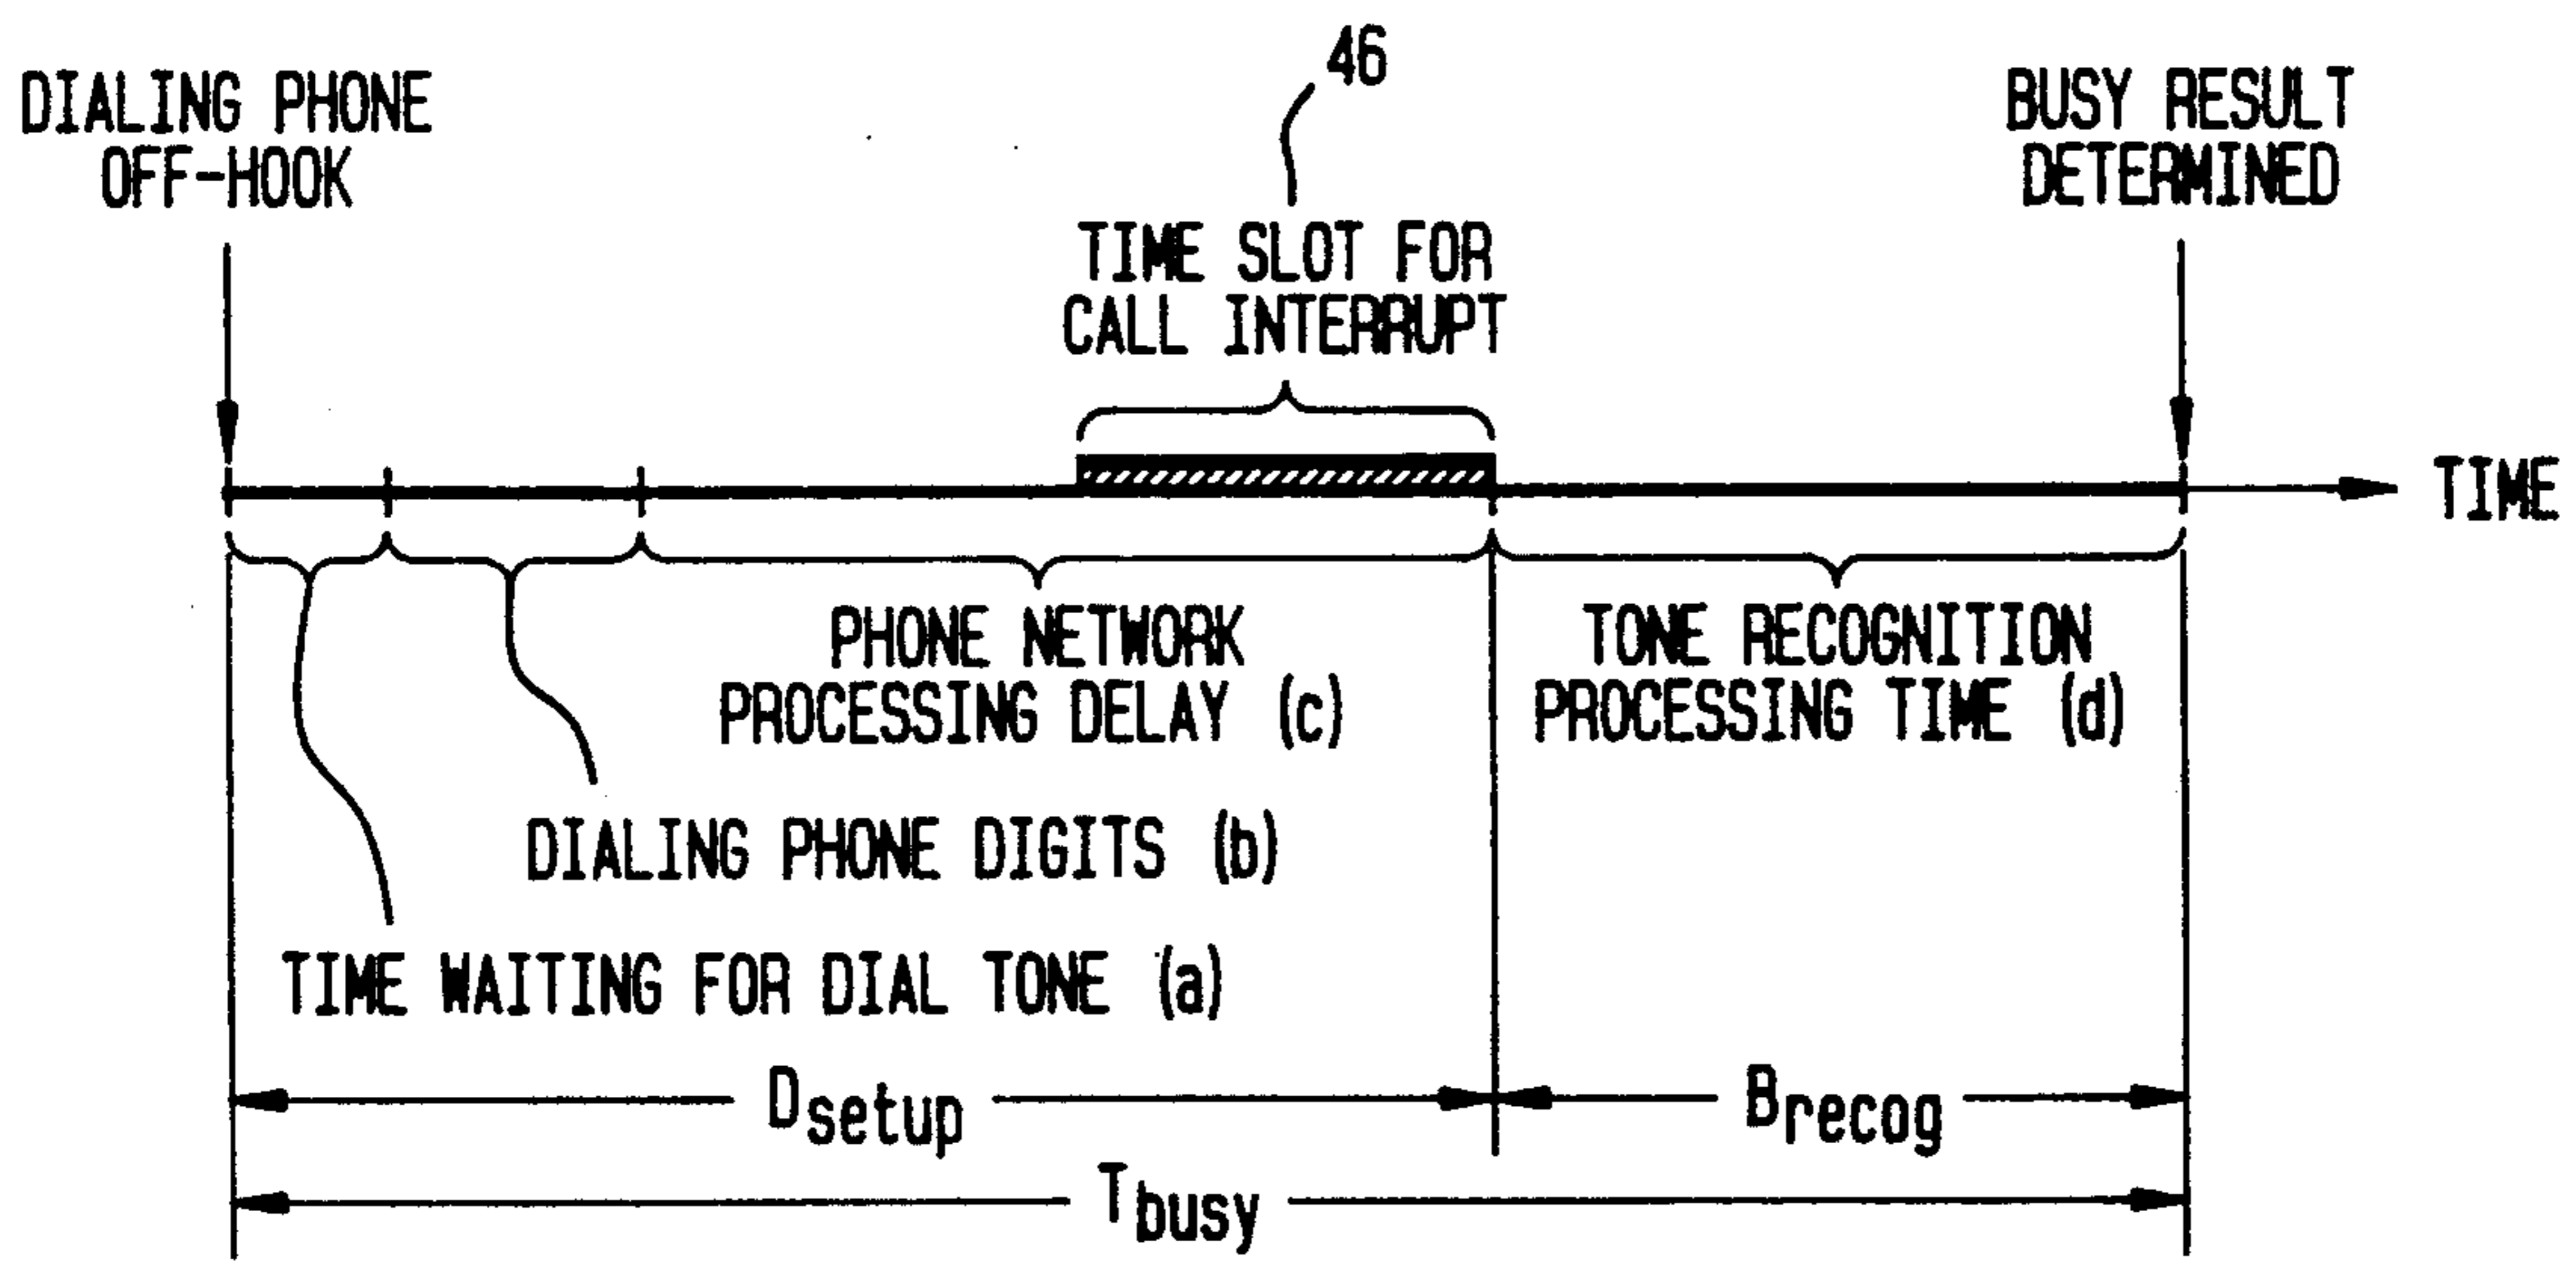 46
DIALING PHONE
OFF-HOOK
BUSY RESULT
DETERMINED
TIME SLOT FOR
CALL INTERRUPT
TIME
PHONE NETWORK
PROCESSING DELAY (c)
TONE RECOGNITION
PROCESSING TIME (d)
DIALING PHONE DIGITS (b)
TIME WAITING FOR DIAL TONE (a)
Dsetup
Brecog
Tbusy